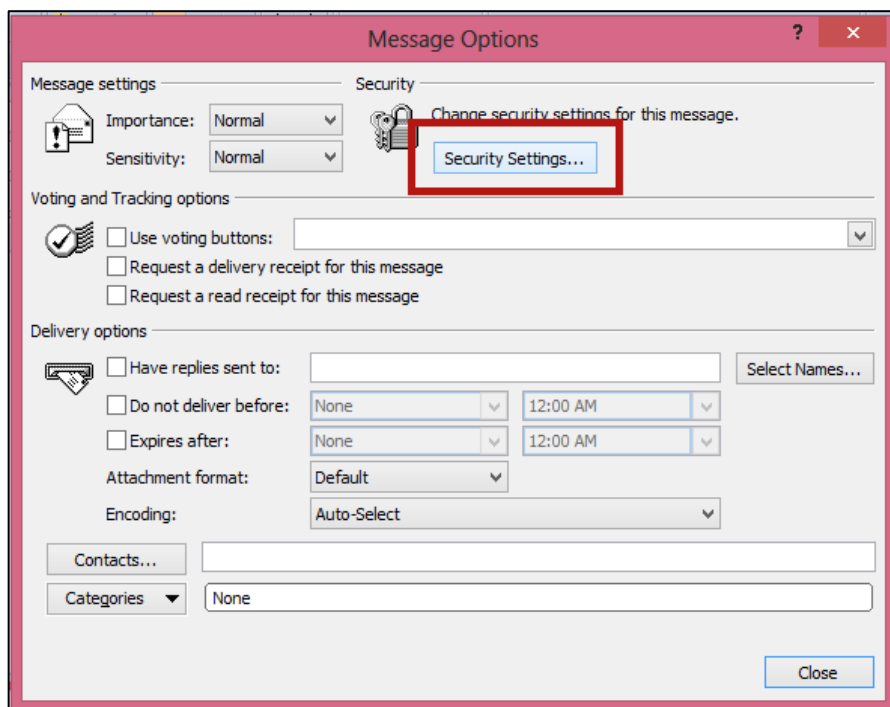 Message Options
?
Message settings
Security
Importance: Normal
Change security settings for this message.
Sensitivity: Normal
Security Settings...
Voting and Tracking options
Use voting buttons:
Request a delivery receipt for this message
Request a read receipt for this message
Delivery options
Have replies sent to:
Select Names...
Do not deliver before: None 12:00 AM
Expires after: None 12:00 AM
Attachment format: Default
Encoding: Auto-Select
Contacts...
Categories None
Close